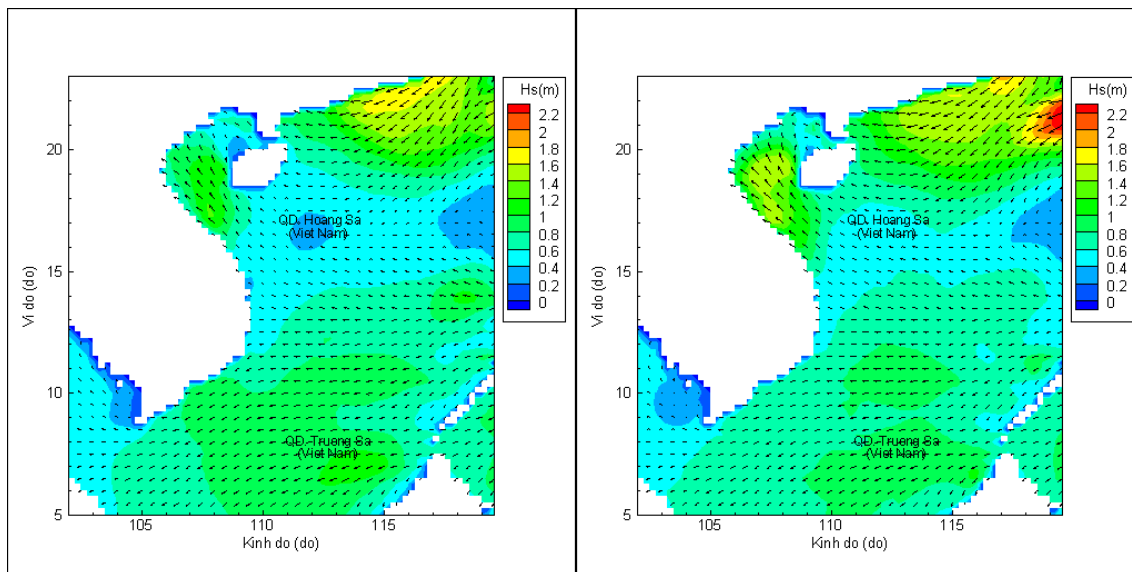 Hs(m)
2.2
2
1.8
1.6
1.4
1.2
1
0.8
0.6
0.4
0.2
0
20
15
10
5
Vi do (do)
QD. Hoang Sa
(Viet Nam)
QD. Truong Sa
(Viet Nam)
105
110
115
Kinh do (do)
Hs(m)
2.2
2
1.8
1.6
1.4
1.2
1
0.8
0.6
0.4
0.2
0
20
15
10
5
Vi do (do)
QD. Hoang Sa
(Viet Nam)
QD. Truong Sa
(Viet Nam)
105
110
115
Kinh do (do)